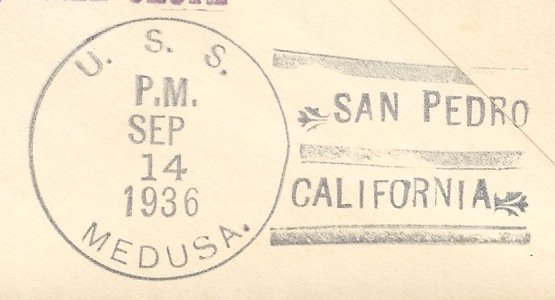 U. S. S.
P.M.
SEP
14
1936
MEDUSA.
SAN PEDRO
CALIFORNIA